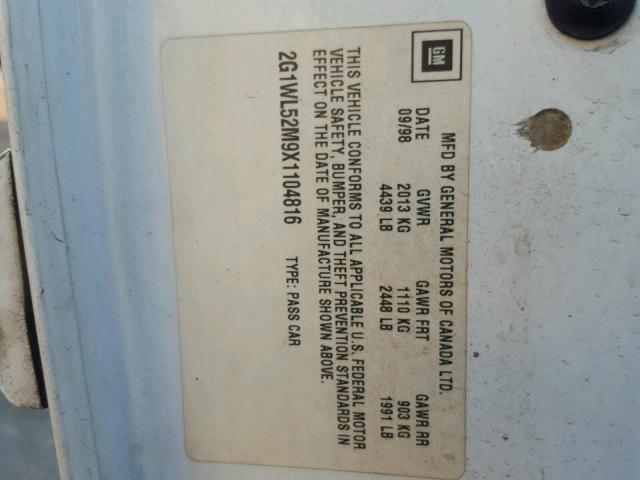 GM
MFD BY GENERAL MOTORS OF CANADA LTD.
DATE GVWR GAWR FRT GAWR RR
09/98 2013 KG 1110 KG 903 KG
4439 LB 2448 LB 1991 LB
THIS VEHICLE CONFORMS TO ALL APPLICABLE U.S. FEDERAL MOTOR
VEHICLE SAFETY, BUMPER, AND THEFT PREVENTION STANDARDS IN
EFFECT ON THE DATE OF MANUFACTURE SHOWN ABOVE.
2G1WL52M9X1104816 TYPE: PASS CAR